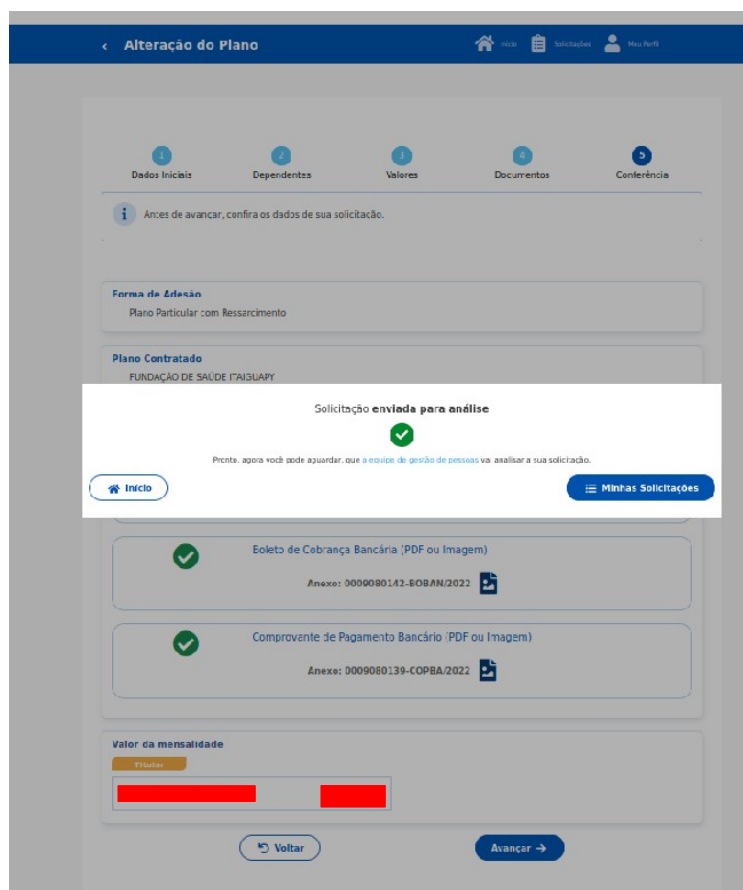 ‹ Alteração do Plano
Início Solicitações Meu Perfil
1 2 3 4 5
Dados Iniciais Dependentes Valores Documentos Conferência
i Antes de avançar, confira os dados de sua solicitação.
Forma de Adesão
Plano Particular com Ressarcimento
Plano Contratado
FUNDAÇÃO DE SAÚDE ITAIGUAPY
Solicitação enviada para análise
Pronto, agora você pode aguardar, que a equipe de gestão de pessoas vai analisar a sua solicitação.
Início Minhas Solicitações
Boleto de Cobrança Bancária (PDF ou Imagem)
Anexo: 0009080142-BOBAN/2022
Comprovante de Pagamento Bancário (PDF ou Imagem)
Anexo: 0009080139-COPBA/2022
Valor da mensalidade
Titular
Voltar Avançar →